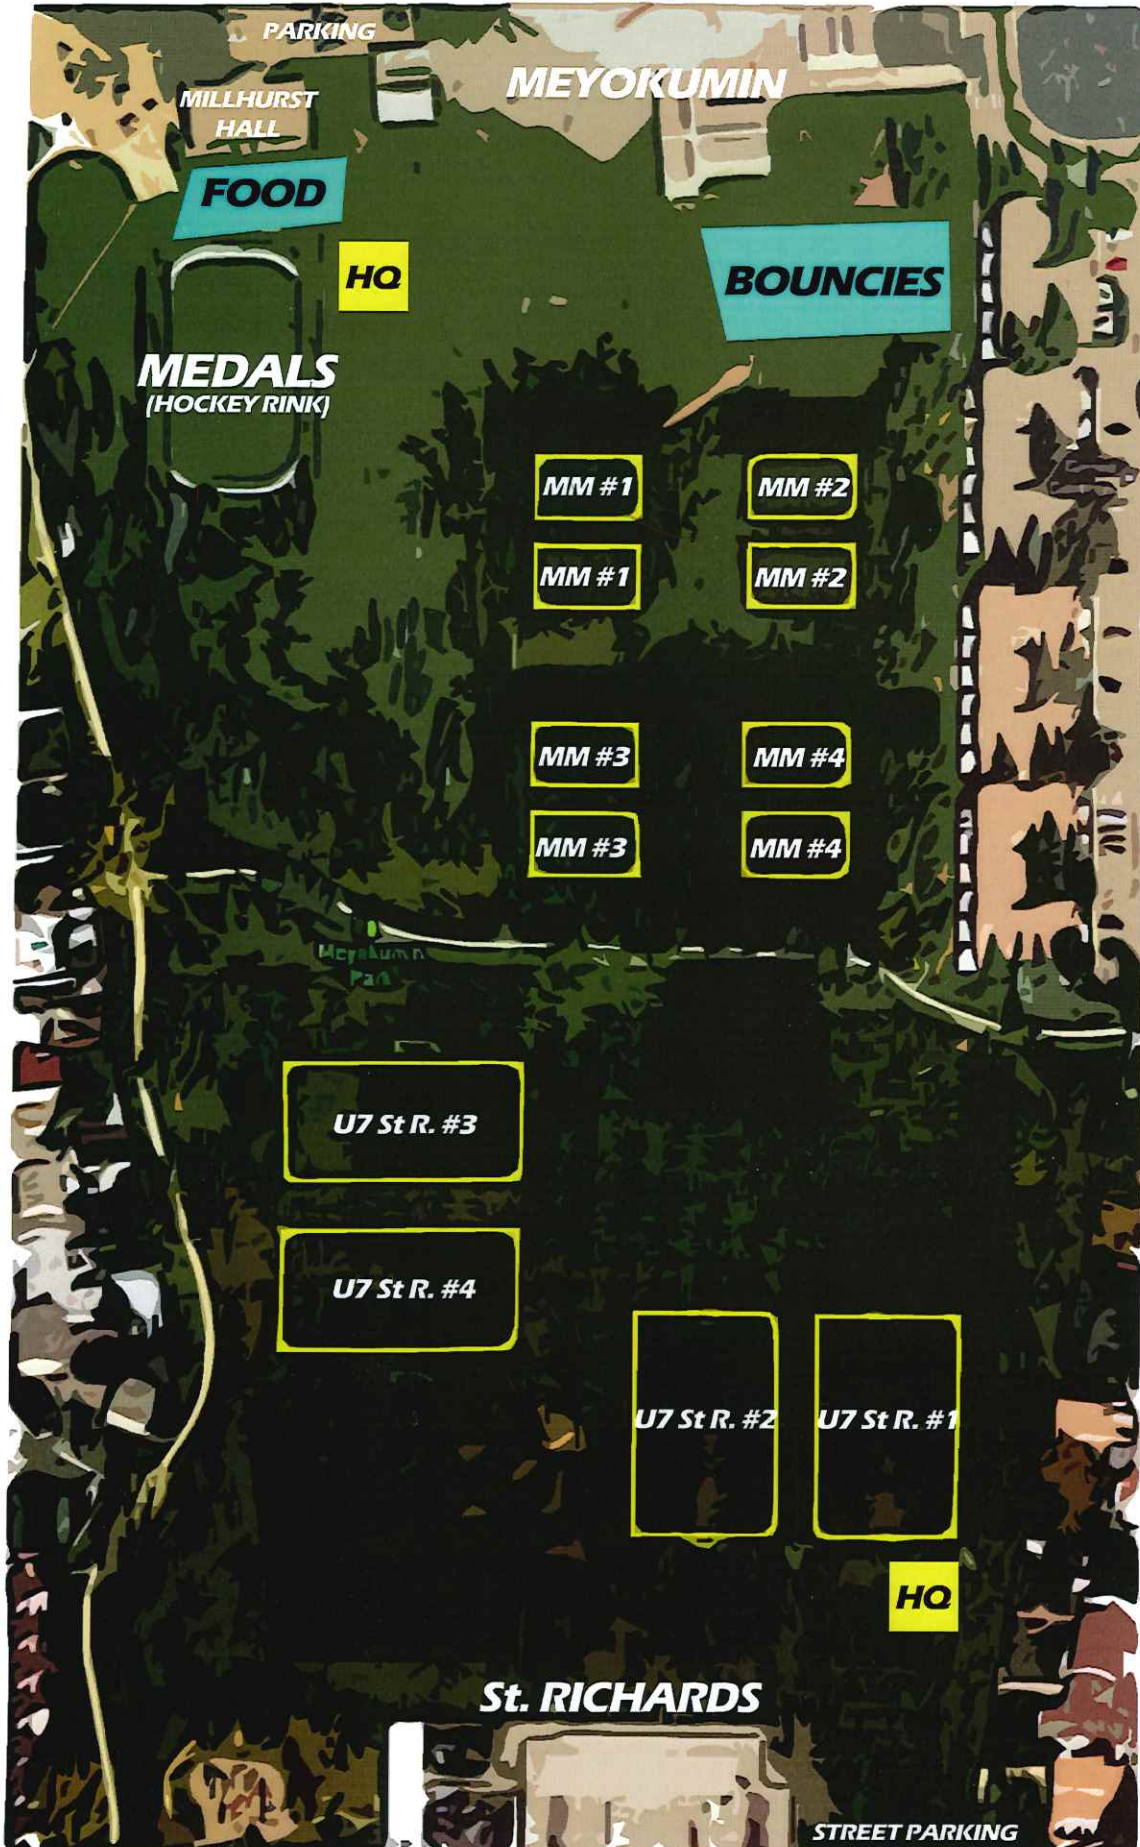 PARKING
MEYOKUMIN
MILLHURST
HALL
FOOD
HQ
BOUNCIES
MEDALS
(HOCKEY RINK)
MM #1
MM #2
MM #1
MM #2
MM #3
MM #4
MM #3
MM #4
U7 St R. #3
U7 St R. #4
U7 St R. #2
U7 St R. #1
HQ
St. RICHARDS
STREET PARKING